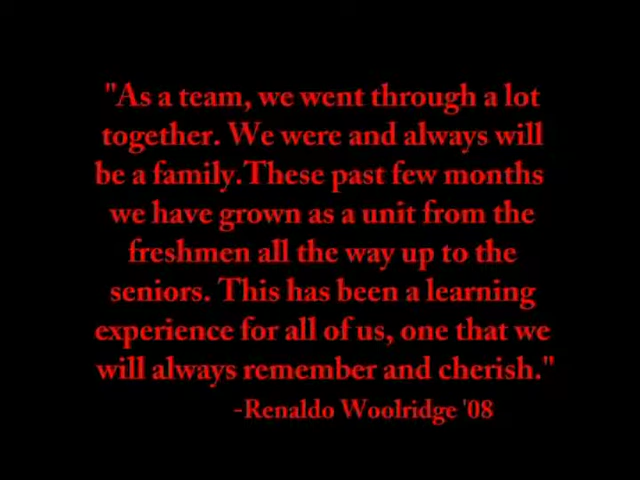 "As a team, we went through a lot
together. We were and always will
be a family.These past few months
we have grown as a unit from the
freshmen all the way up to the
seniors. This has been a learning
experience for all of us, one that we
will always remember and cherish."
-Renaldo Woolridge '08